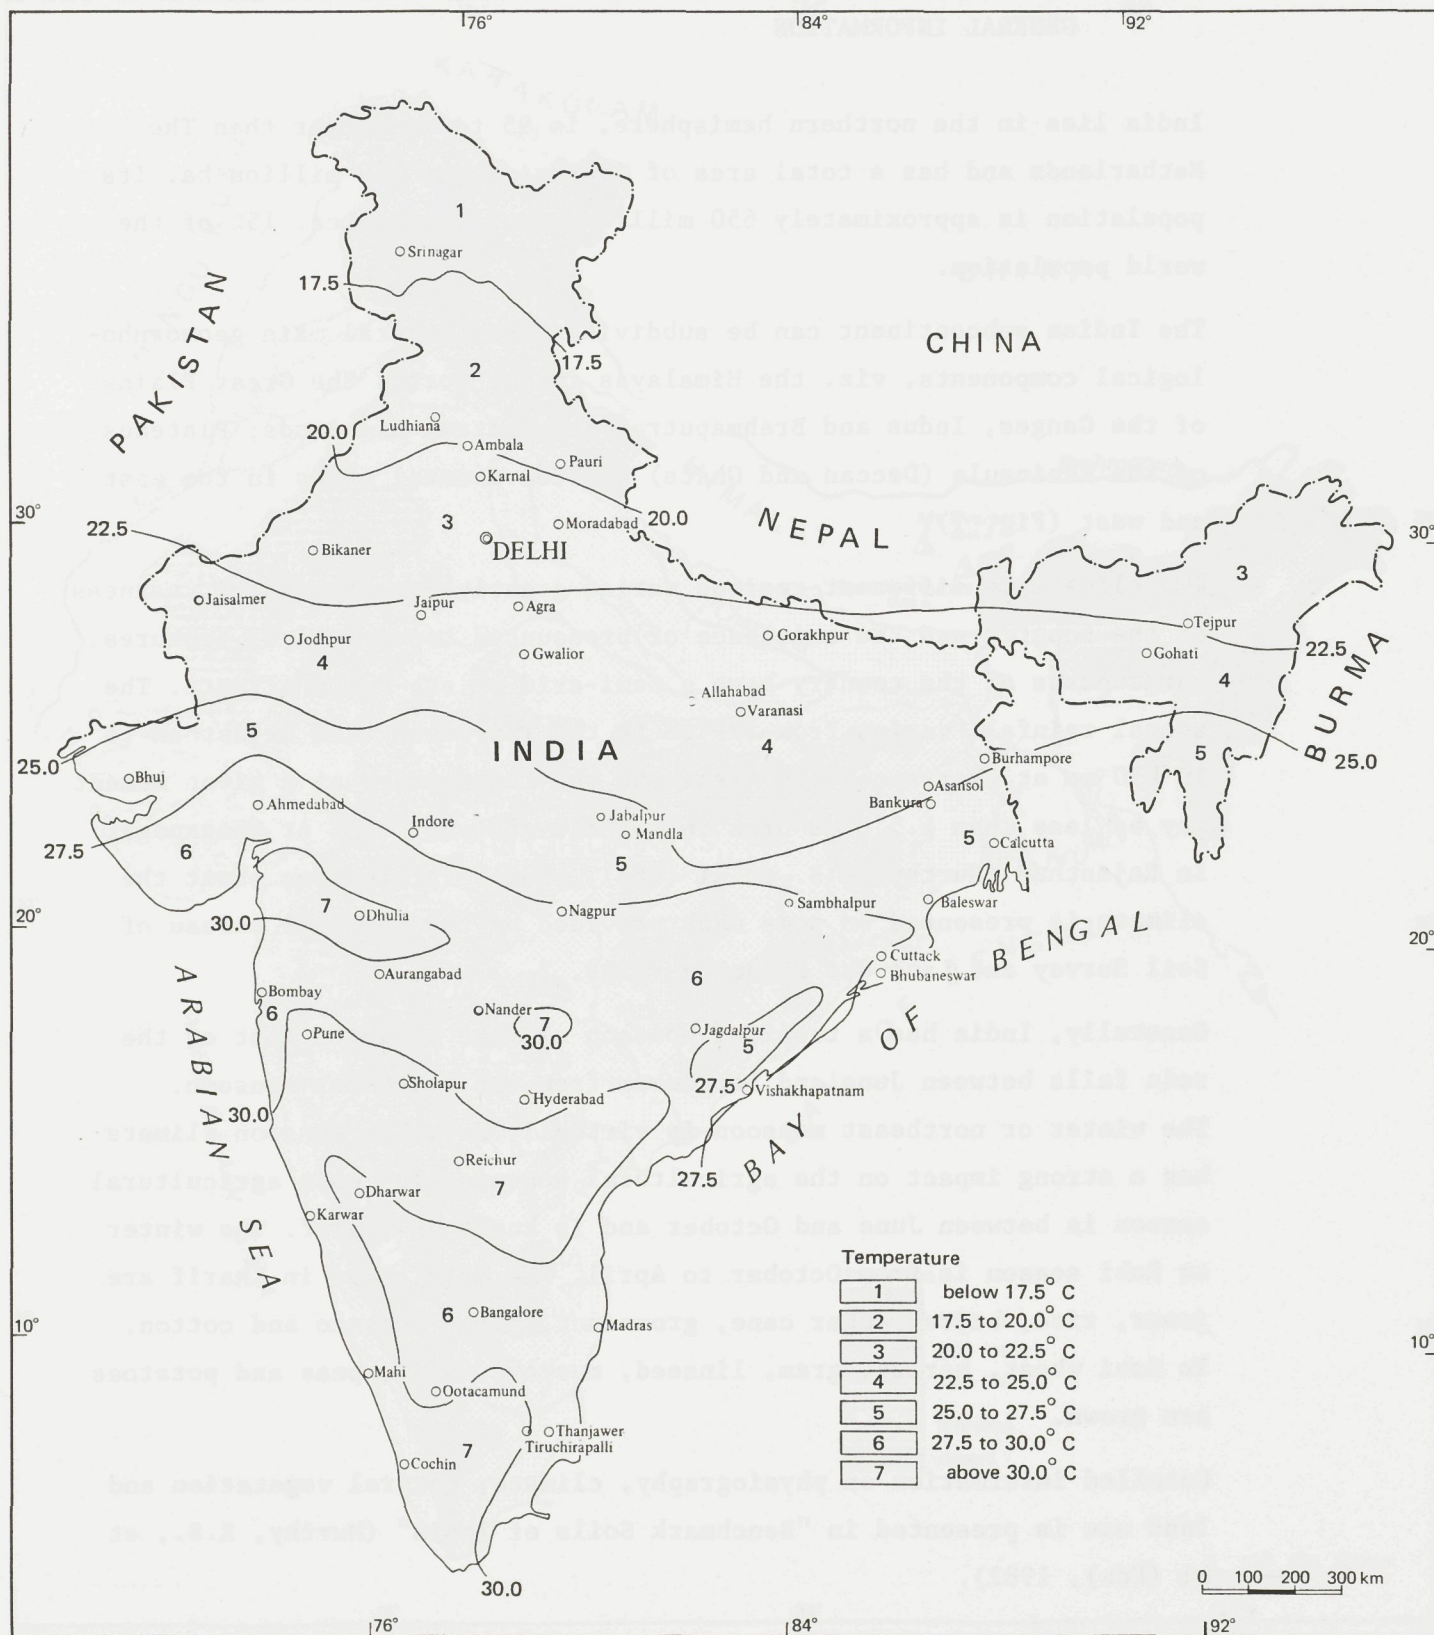 76°
84°
92°
1
Srinagar
17.5
17.5
PAKISTAN
CHINA
2
Ludhiana
20.0
Ambala
Pauri
Karnal
20.0
30°
22.5
3
Moradabad
NEPAL
30°
Bikaner
DELHI
3
Jaisalmer
Jaipur
Agra
Jodhpur
4
Gwalior
Gorakhpur
Tejpur
Gohati
22.5
4
BURMA
Allahabad
Varanasi
5
INDIA
4
5
25.0
25.0
Bhuj
Burhampore
Ahmedabad
Indore
Jabalpur
Mandla
Asansol
Bankura
27.5
6
5
5
Calcutta
7
Dhulia
30.0
Nagpur
Sambhalpur
Baleswar
20°
20°
Aurangabad
Cuttack
Bhubaneswar
BAY OF BENGAL
ARABIAN SEA
Bombay
6
6
Nander
7
30.0
Pune
Jagdalpur
5
Sholapur
27.5
Vishakhapatnam
Hyderabad
30.0
Reichur
27.5
7
Dharwar
Karwar
6
Bangalore
Madras
10°
10°
Mahi
Ootacamund
Thanjawer
Tiruchirapalli
7
Cochin
30.0
Temperature
1 below 17.5° C
2 17.5 to 20.0° C
3 20.0 to 22.5° C
4 22.5 to 25.0° C
5 25.0 to 27.5° C
6 27.5 to 30.0° C
7 above 30.0° C
0 100 200 300 km
76°
84°
92°